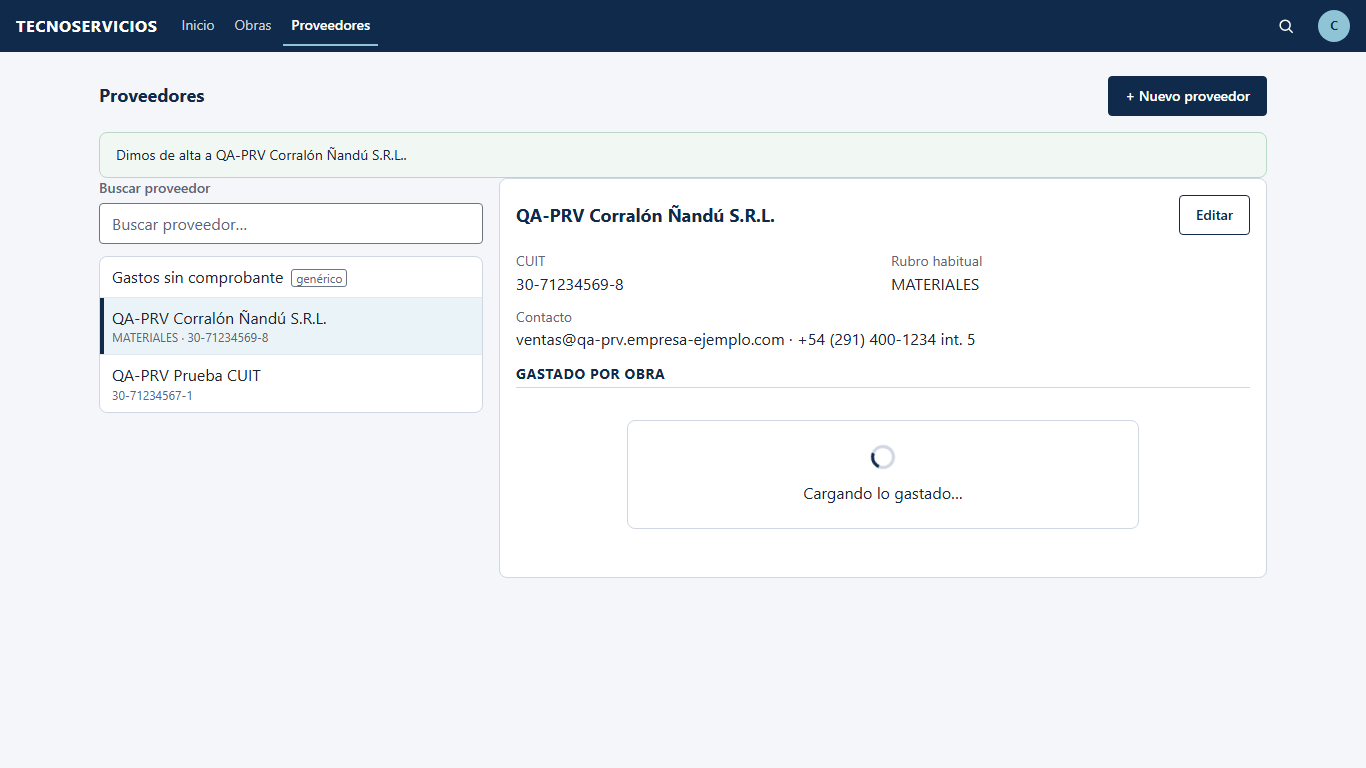 TECNOSERVICIOS Inicio Obras Proveedores C
Proveedores
+ Nuevo proveedor
Dimos de alta a QA-PRV Corralón Ñandú S.R.L..
Buscar proveedor
Buscar proveedor...
Gastos sin comprobante genérico
QA-PRV Corralón Ñandú S.R.L.
MATERIALES · 30-71234569-8
QA-PRV Prueba CUIT
30-71234567-1
QA-PRV Corralón Ñandú S.R.L.
Editar
CUIT
30-71234569-8
Rubro habitual
MATERIALES
Contacto
ventas@qa-prv.empresa-ejemplo.com · +54 (291) 400-1234 int. 5
GASTADO POR OBRA
Cargando lo gastado...